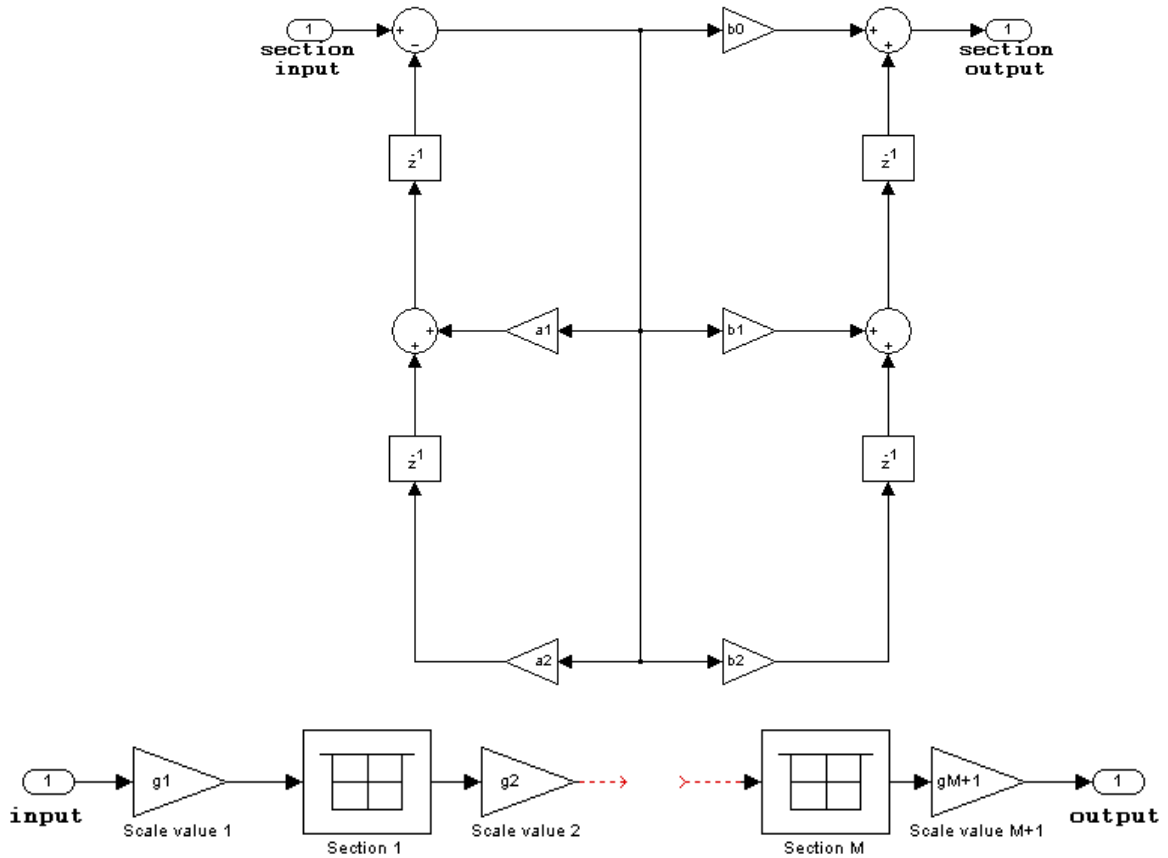 1 + − b0 + + 1
section input
section output
z-1 z-1
a1 + + b1 + +
z-1 z-1
a2 b2
1 g1 g2 gM+1 1
input output
Scale value 1 Scale value 2 Scale value M+1
Section 1 Section M